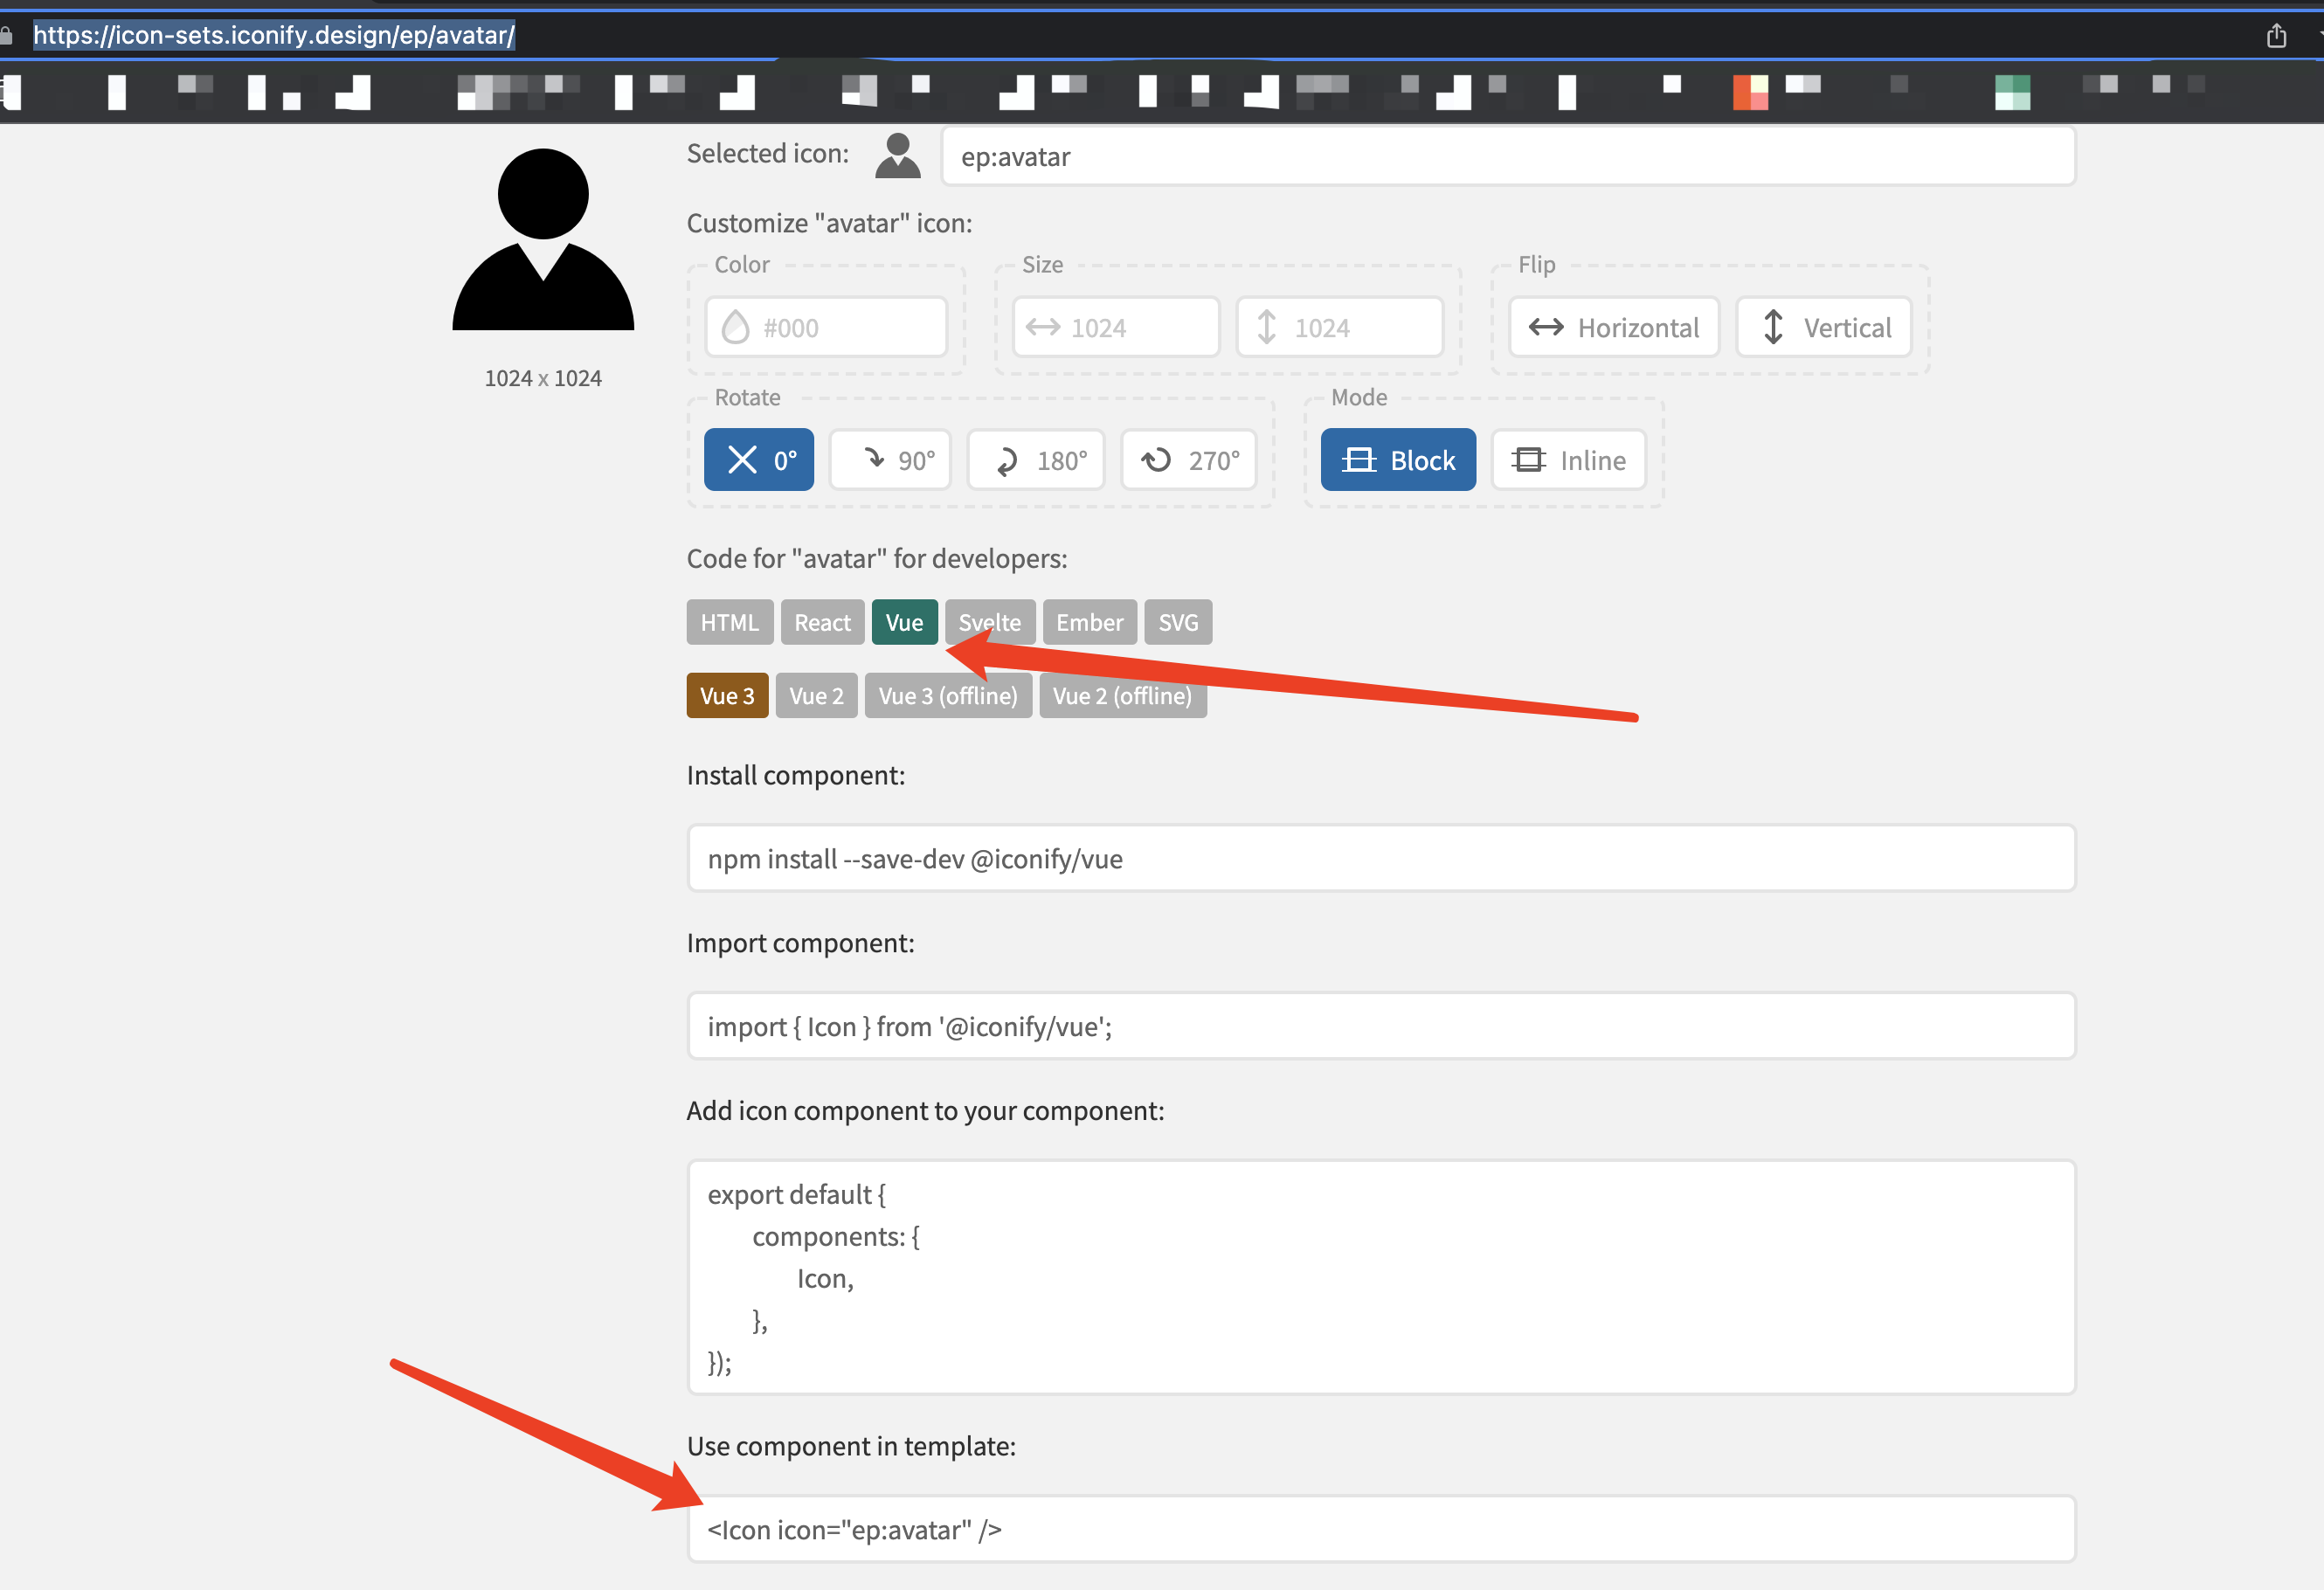 https://icon-sets.iconify.design/ep/avatar/
Selected icon: ep:avatar
Customize "avatar" icon:
Color Size Flip
#000 1024 1024 Horizontal Vertical
1024 x 1024
Rotate Mode
0° 90° 180° 270° Block Inline
Code for "avatar" for developers:
HTML React Vue Svelte Ember SVG
Vue 3 Vue 2 Vue 3 (offline) Vue 2 (offline)
Install component:
npm install --save-dev @iconify/vue
Import component:
import { Icon } from '@iconify/vue';
Add icon component to your component:
export default {
components: {
Icon,
},
});
Use component in template:
<Icon icon="ep:avatar" />